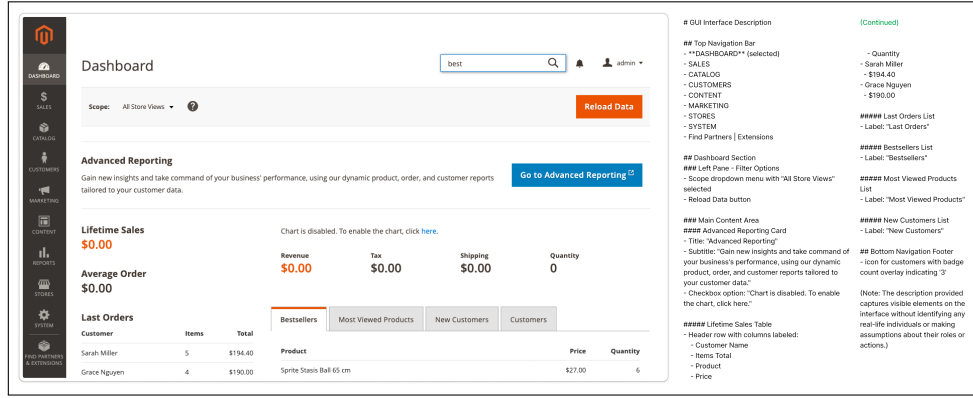 DASHBOARD
SALES
CATALOG
CUSTOMERS
MARKETING
CONTENT
REPORTS
STORES
SYSTEM
FIND PARTNERS
& EXTENSIONS
Dashboard
best
admin
Scope: All Store Views ?
Reload Data
Advanced Reporting
Gain new insights and take command of your business' performance, using our dynamic product, order, and customer reports
tailored to your customer data.
Go to Advanced Reporting
Lifetime Sales
$0.00
Average Order
$0.00
Last Orders
Customer Items Total
Sarah Miller 5 $194.40
Grace Nguyen 4 $190.00
Chart is disabled. To enable the chart, click here.
Revenue Tax Shipping Quantity
$0.00 $0.00 $0.00 0
Bestsellers Most Viewed Products New Customers Customers
Product Price Quantity
Sprite Stasis Ball 65 cm $27.00 6
# GUI Interface Description
## Top Navigation Bar
- **DASHBOARD** (selected)
- SALES
- CATALOG
- CUSTOMERS
- CONTENT
- MARKETING
- STORES
- SYSTEM
- Find Partners | Extensions
## Dashboard Section
### Left Pane - Filter Options
- Scope dropdown menu with "All Store Views"
selected
- Reload Data button
### Main Content Area
#### Advanced Reporting Card
- Title: "Advanced Reporting"
- Subtitle: "Gain new insights and take command of
your business's performance, using our dynamic
product, order, and customer reports tailored to
your customer data."
- Checkbox option: "Chart is disabled. To enable
the chart, click here."
##### Lifetime Sales Table
- Header row with columns labeled:
- Customer Name
- Items Total
- Product
- Price
(Continued)
- Quantity
- Sarah Miller
- $194.40
- Grace Nguyen
- $190.00
##### Last Orders List
- Label: "Last Orders"
##### Bestsellers List
- Label: "Bestsellers"
##### Most Viewed Products
List
- Label: "Most Viewed Products"
##### New Customers List
- Label: "New Customers"
## Bottom Navigation Footer
- icon for customers with badge
count overlay indicating '3'
(Note: The description provided
captures visible elements on the
interface without identifying any
real-life individuals or making
assumptions about their roles or
actions.)